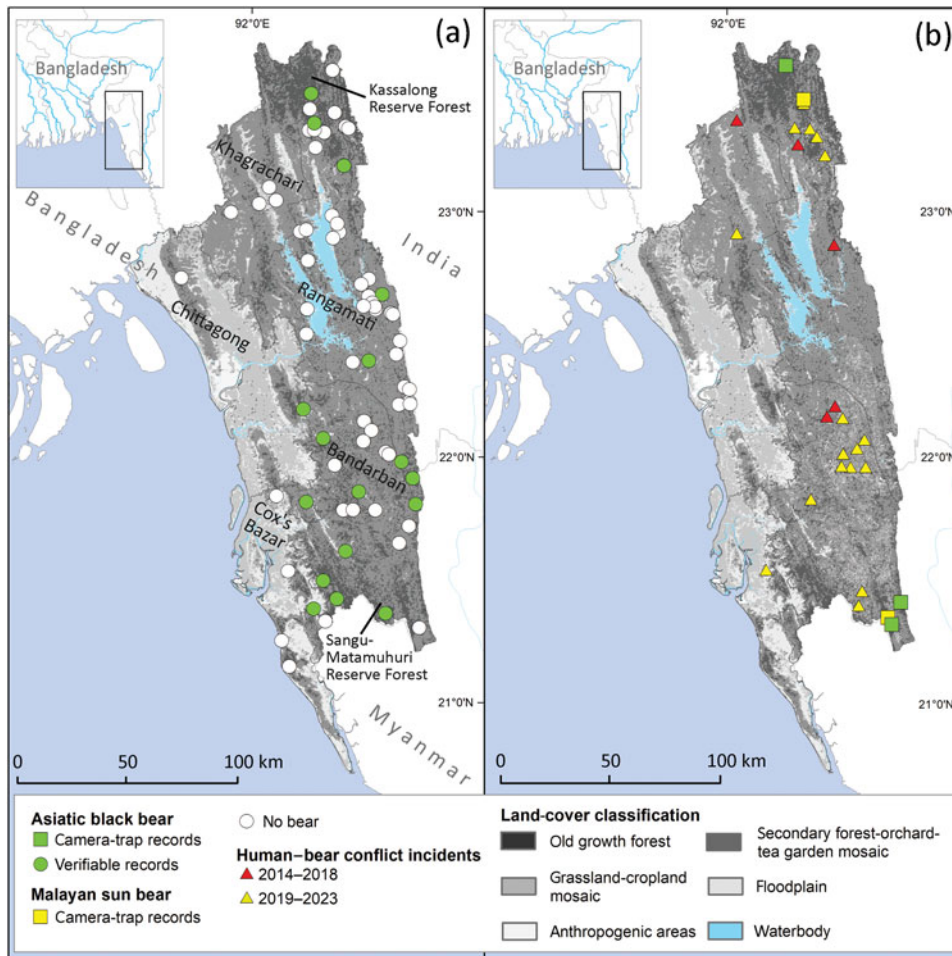 92°0'E
(a)
Bangladesh
Kassalong
Reserve Forest
Khagrachari
23°0'N
Bangladesh
India
Rangamati
Chittagong
22°0'N
Bandarban
Cox's
Bazar
Sangu-
Matamuhuri
Reserve Forest
21°0'N
Myanmar
0 50 100 km
92°0'E
(b)
Bangladesh
23°0'N
22°0'N
21°0'N
0 50 100 km
Asiatic black bear
Camera-trap records
Verifiable records
Malayan sun bear
Camera-trap records
No bear
Human–bear conflict incidents
2014–2018
2019–2023
Land-cover classification
Old growth forest
Grassland-cropland
mosaic
Anthropogenic areas
Secondary forest-orchard-
tea garden mosaic
Floodplain
Waterbody